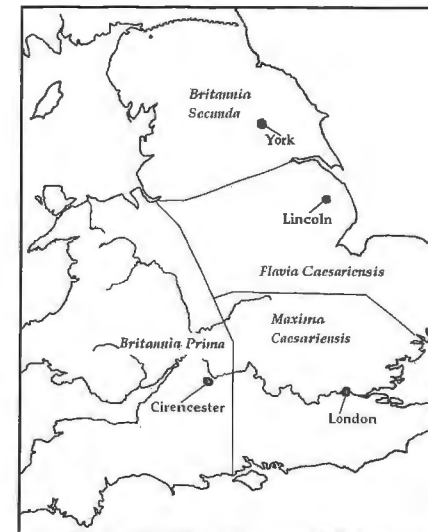 Britannia
Secunda
York
Lincoln
Flavia Caesariensis
Maxima
Caesariensis
Britannia Prima
Cirencester
London